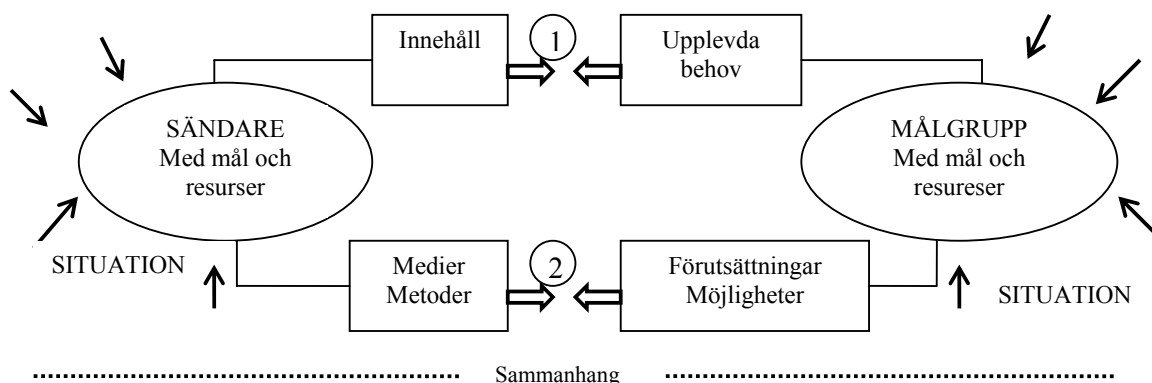 Innehåll
1
Upplevda
behov
SÄNDARE
Med mål och
resurser
MÅLGRUPP
Med mål och
resureser
SITUATION
Medier
Metoder
2
Förutsättningar
Möjligheter
SITUATION
Sammanhang